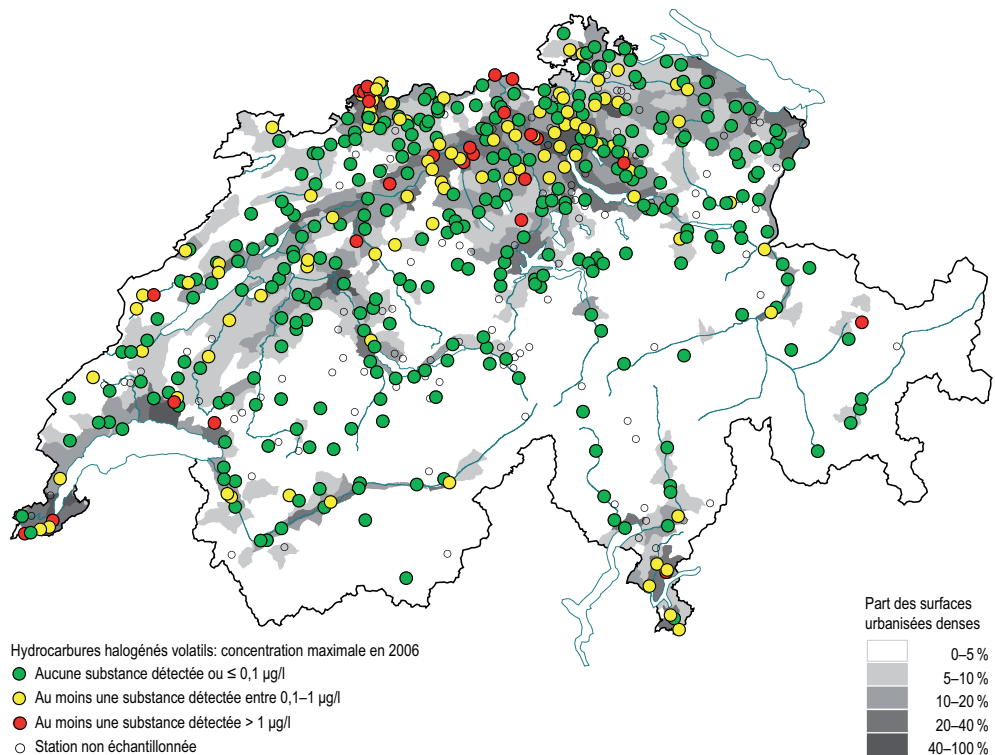 Hydrocarbures halogénés volatils: concentration maximale en 2006
Aucune substance détectée ou ≤ 0,1 µg/l
Au moins une substance détectée entre 0,1–1 µg/l
Au moins une substance détectée > 1 µg/l
Station non échantillonnée
Part des surfaces
urbanisées denses
0–5 %
5–10 %
10–20 %
20–40 %
40–100 %